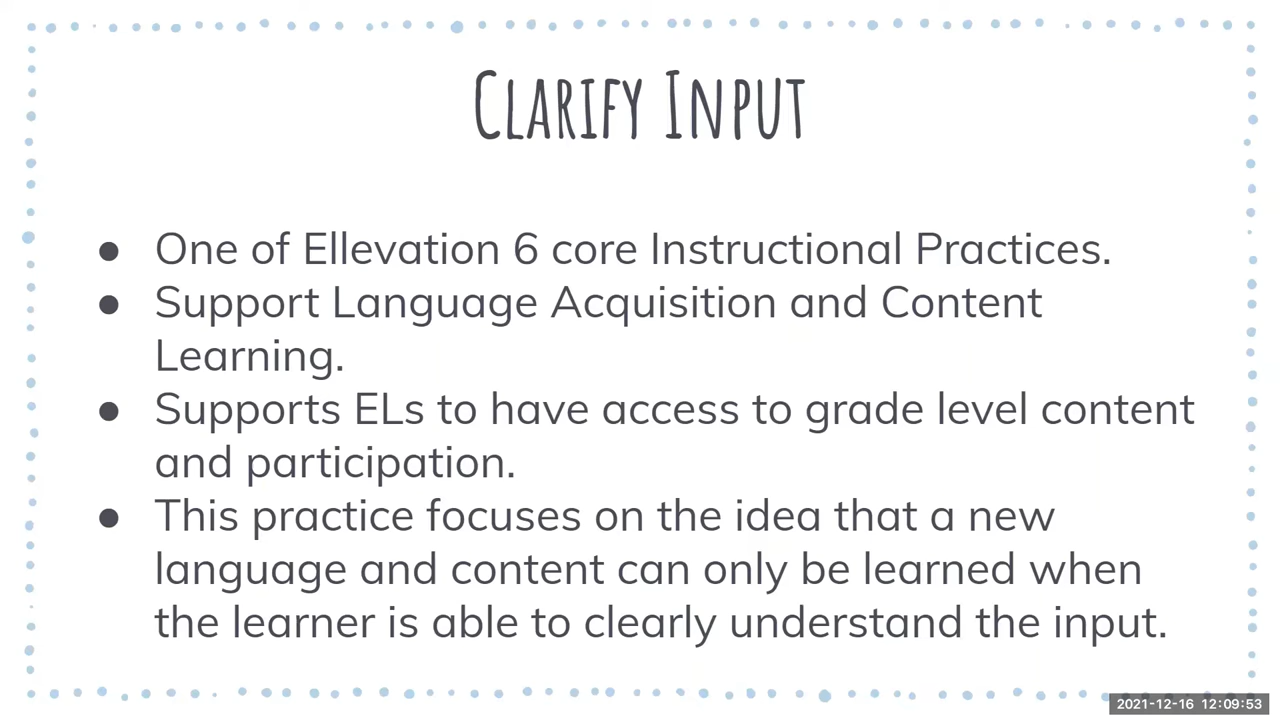 Clarify Input
● One of Ellevation 6 core Instructional Practices.
● Support Language Acquisition and Content
Learning.
● Supports ELs to have access to grade level content
and participation.
● This practice focuses on the idea that a new
language and content can only be learned when
the learner is able to clearly understand the input.
2021-12-16 12:09:53